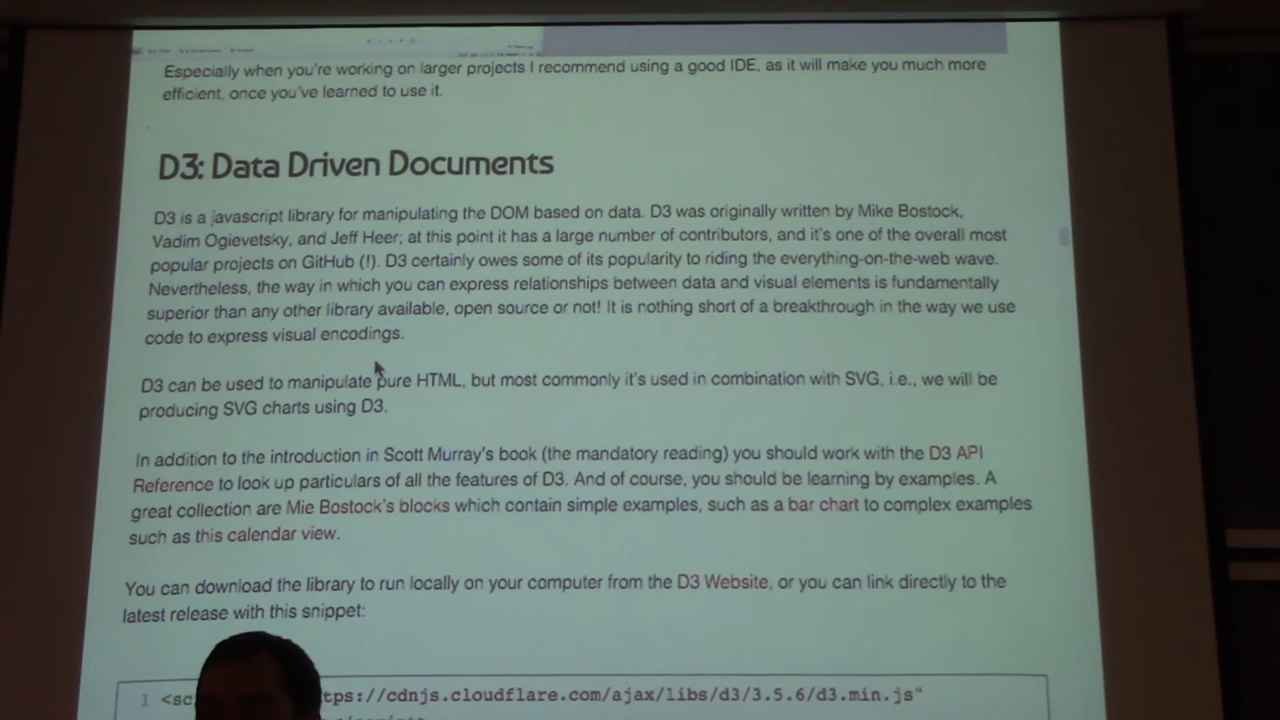 Especially when you're working on larger projects I recommend using a good IDE, as it will make you much more
efficient, once you've learned to use it.
D3: Data Driven Documents
D3 is a javascript library for manipulating the DOM based on data. D3 was originally written by Mike Bostock,
Vadim Ogievetsky, and Jeff Heer; at this point it has a large number of contributors, and it's one of the overall most
popular projects on GitHub (!). D3 certainly owes some of its popularity to riding the everything-on-the-web wave.
Nevertheless, the way in which you can express relationships between data and visual elements is fundamentally
superior than any other library available, open source or not! It is nothing short of a breakthrough in the way we use
code to express visual encodings.
D3 can be used to manipulate pure HTML, but most commonly it's used in combination with SVG, i.e., we will be
producing SVG charts using D3.
In addition to the introduction in Scott Murray's book (the mandatory reading) you should work with the D3 API
Reference to look up particulars of all the features of D3. And of course, you should be learning by examples. A
great collection are Mie Bostock's blocks which contain simple examples, such as a bar chart to complex examples
such as this calendar view.
You can download the library to run locally on your computer from the D3 Website, or you can link directly to the
latest release with this snippet:
1 <sc tps://cdnjs.cloudflare.com/ajax/libs/d3/3.5.6/d3.min.js"